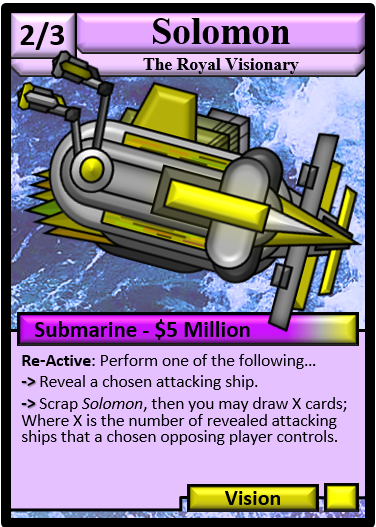 2/3
Solomon
The Royal Visionary
Submarine - $5 Million
Re-Active: Perform one of the following...
-> Reveal a chosen attacking ship.
-> Scrap Solomon, then you may draw X cards;
Where X is the number of revealed attacking
ships that a chosen opposing player controls.
Vision